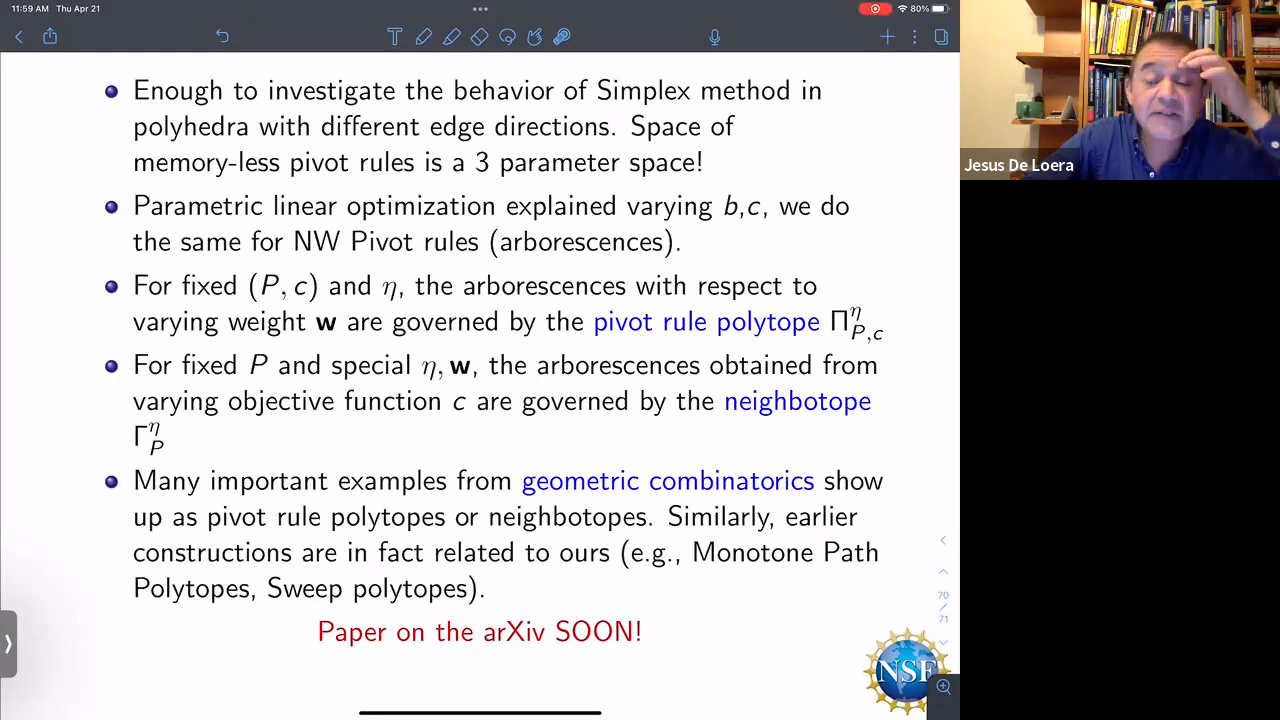 11:59 AM Thu Apr 21
80%
Enough to investigate the behavior of Simplex method in
polyhedra with different edge directions. Space of
memory-less pivot rules is a 3 parameter space!
Parametric linear optimization explained varying b,c, we do
the same for NW Pivot rules (arborescences).
For fixed (P, c) and η, the arborescences with respect to
varying weight w are governed by the pivot rule polytope Π^η_{P,c}
For fixed P and special η, w, the arborescences obtained from
varying objective function c are governed by the neighbotope
Γ^η_P
Many important examples from geometric combinatorics show
up as pivot rule polytopes or neighbotopes. Similarly, earlier
constructions are in fact related to ours (e.g., Monotone Path
Polytopes, Sweep polytopes).
Paper on the arXiv SOON!
70
/
71
NSF
Jesus De Loera